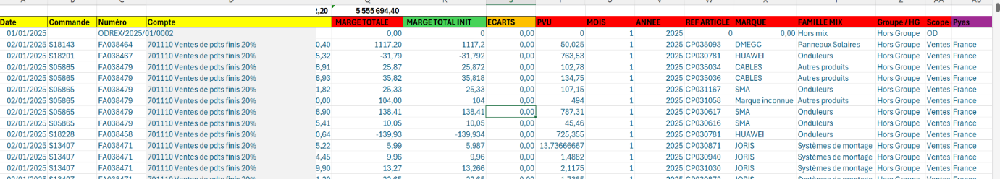 A B C D Q R S T U V W X Y Z AA AB
,20 5 555 694,40
Date Commande Numéro Compte MARGE TOTALE MARGE TOTAL INIT ECARTS PVU MOIS ANNEE REF ARTICLE MARQUE FAMILLE MIX Groupe / HG Scope Pyas
01/01/2025 ODREX/2025/01/0002 0,00 0 0,00 0 1 2025 0 0,00 Hors mix Hors Groupe OD
02/01/2025 S18143 FA038464 701110 Ventes de pdts finis 20% 0,40 1117,20 1117,2 0,00 50,025 1 2025 CP035093 DMEGC Panneaux Solaires Hors Groupe Ventes France
02/01/2025 S18201 FA038467 701110 Ventes de pdts finis 20% 5,32 -31,79 -31,792 0,00 763,53 1 2025 CP030781 HUAWEI Onduleurs Hors Groupe Ventes France
02/01/2025 S05865 FA038479 701110 Ventes de pdts finis 20% 6,91 25,87 25,872 0,00 102,78 1 2025 CP035034 CABLES Autres produits Hors Groupe Ventes France
02/01/2025 S05865 FA038479 701110 Ventes de pdts finis 20% 8,93 35,82 35,818 0,00 134,75 1 2025 CP035036 CABLES Autres produits Hors Groupe Ventes France
02/01/2025 S05865 FA038479 701110 Ventes de pdts finis 20% 1,82 25,33 25,33 0,00 107,15 1 2025 CP031167 SMA Onduleurs Hors Groupe Ventes France
02/01/2025 S05865 FA038479 701110 Ventes de pdts finis 20% 0,00 104,00 104 0,00 494 1 2025 CP031058 Marque inconnue Autres produits Hors Groupe Ventes France
02/01/2025 S05865 FA038479 701110 Ventes de pdts finis 20% 8,90 138,41 138,41 0,00 787,31 1 2025 CP030617 SMA Onduleurs Hors Groupe Ventes France
02/01/2025 S05865 FA038479 701110 Ventes de pdts finis 20% 5,41 10,05 10,05 0,00 45,46 1 2025 CP030616 SMA Onduleurs Hors Groupe Ventes France
02/01/2025 S18228 FA038458 701110 Ventes de pdts finis 20% 0,64 -139,93 -139,934 0,00 725,355 1 2025 CP030781 HUAWEI Onduleurs Hors Groupe Ventes France
02/01/2025 S13407 FA038471 701110 Ventes de pdts finis 20% 5,22 5,99 5,987 0,00 13,73666667 1 2025 CP030871 JORIS Systèmes de montage Hors Groupe Ventes France
02/01/2025 S13407 FA038471 701110 Ventes de pdts finis 20% 4,45 9,96 9,96 0,00 1,4882 1 2025 CP030940 JORIS Systèmes de montage Hors Groupe Ventes France
02/01/2025 S13407 FA038471 701110 Ventes de pdts finis 20% 9,90 13,27 13,266 0,00 2,1175 1 2025 CP031030 JORIS Systèmes de montage Hors Groupe Ventes France